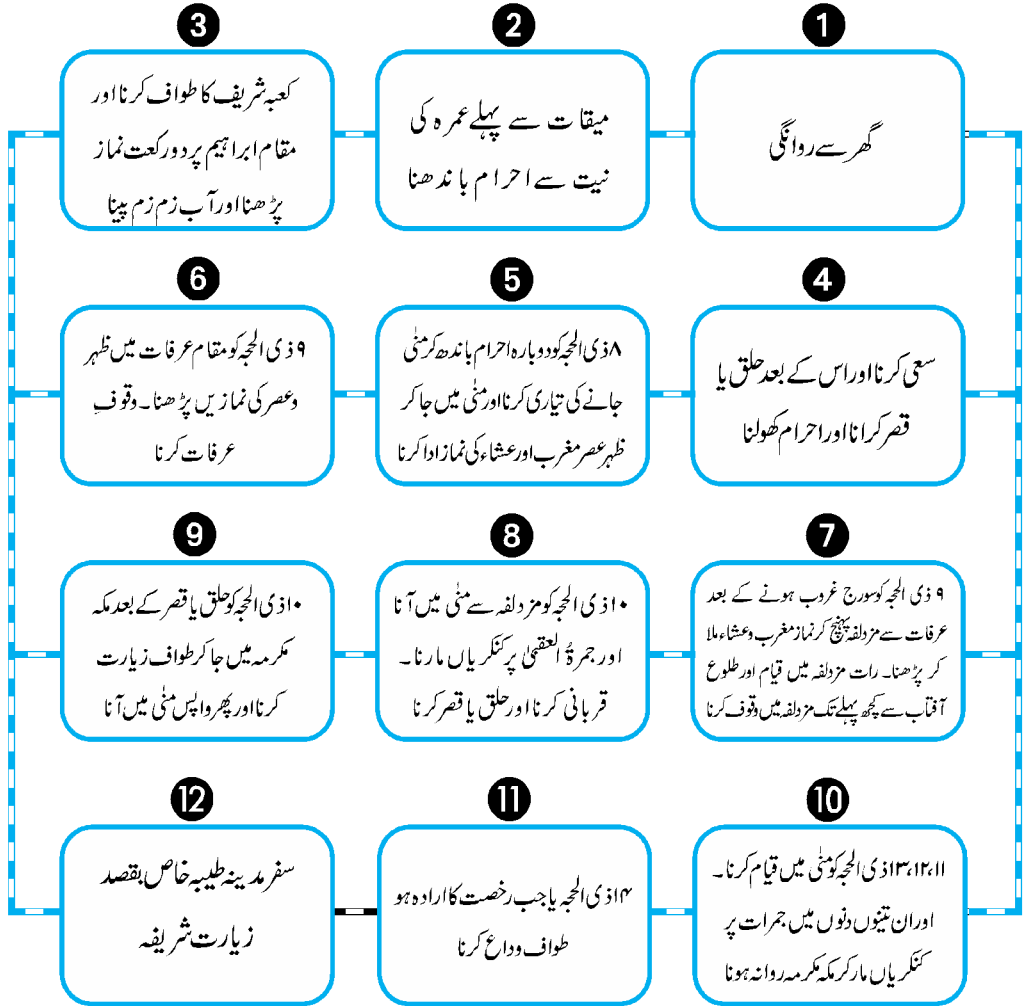 1
گھر سے روانگی
2
میقات سے پہلے عمرہ کی
نیت سے احرام باندھنا
3
کعبہ شریف کا طواف کرنا اور
مقام ابراہیم پر دو رکعت نماز
پڑھنا اور آب زم زم پینا
4
سعی کرنا اور اس کے بعد حلق یا
قصر کرانا اور احرام کھولنا
5
۸ ذی الحجہ کو دوبارہ احرام باندھ کر منٰی
جانے کی تیاری کرنا اور منٰی میں جا کر
ظہر عصر مغرب اور عشاء کی نماز ادا کرنا
6
۹ ذی الحجہ کو مقام عرفات میں ظہر
و عصر کی نمازیں پڑھنا۔ وقوفِ
عرفات کرنا
7
۹ ذی الحجہ کو سورج غروب ہونے کے بعد
عرفات سے مزدلفہ پہنچ کر نماز مغرب و عشاء ملا
کر پڑھنا۔ رات مزدلفہ میں قیام اور طلوع
آفتاب سے کچھ پہلے تک مزدلفہ میں وقوف کرنا
8
۱۰ ذی الحجہ کو مزدلفہ سے منٰی میں آنا
اور جمرۃُ العقبیٰ پر کنکریاں مارنا۔
قربانی کرنا اور حلق یا قصر کرنا
9
۱۰ ذی الحجہ کو حلق یا قصر کے بعد مکہ
مکرمہ میں جا کر طواف زیارت
کرنا اور پھر واپس منٰی میں آنا
10
۱۱،۱۲،۱۳ ذی الحجہ کو منٰی میں قیام کرنا۔
اور ان تینوں دنوں میں جمرات پر
کنکریاں مار کر مکہ مکرمہ روانہ ہونا
11
۱۴ ذی الحجہ یا جب رخصت کا ارادہ ہو
طواف وداع کرنا
12
سفر مدینہ طیبہ خاص بقصد
زیارت شریفہ